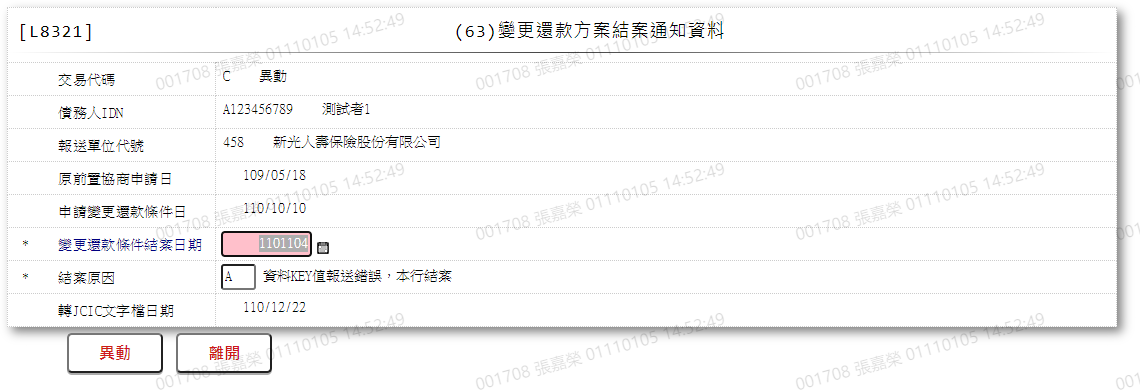 [L8321] (63)變更還款方案結案通知資料
交易代碼 C 異動
債務人IDN A123456789 測試者1
報送單位代號 458 新光人壽保險股份有限公司
原前置協商申請日 109/05/18
申請變更還款條件日 110/10/10
* 變更還款條件結案日期 1101104
* 結案原因 A 資料KEY值報送錯誤，本行結案
轉JCIC文字檔日期 110/12/22
異動 離開
001708 張嘉榮 01110105 14:52:49